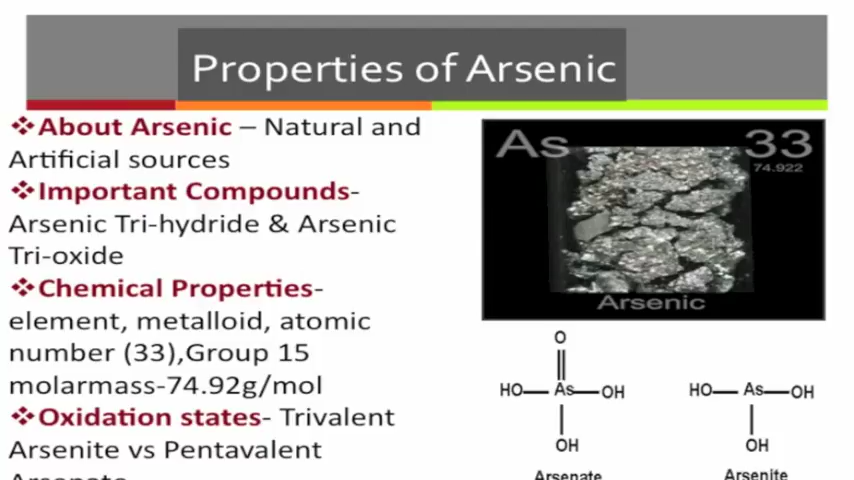 Properties of Arsenic
❖About Arsenic – Natural and
Artificial sources
❖Important Compounds-
Arsenic Tri-hydride & Arsenic
Tri-oxide
❖Chemical Properties-
element, metalloid, atomic
number (33),Group 15
molarmass-74.92g/mol
❖Oxidation states- Trivalent
Arsenite vs Pentavalent
Arsenate
As 33
74.922
Arsenic
O
HO As OH
OH
Arsenate
HO As OH
OH
Arsenite